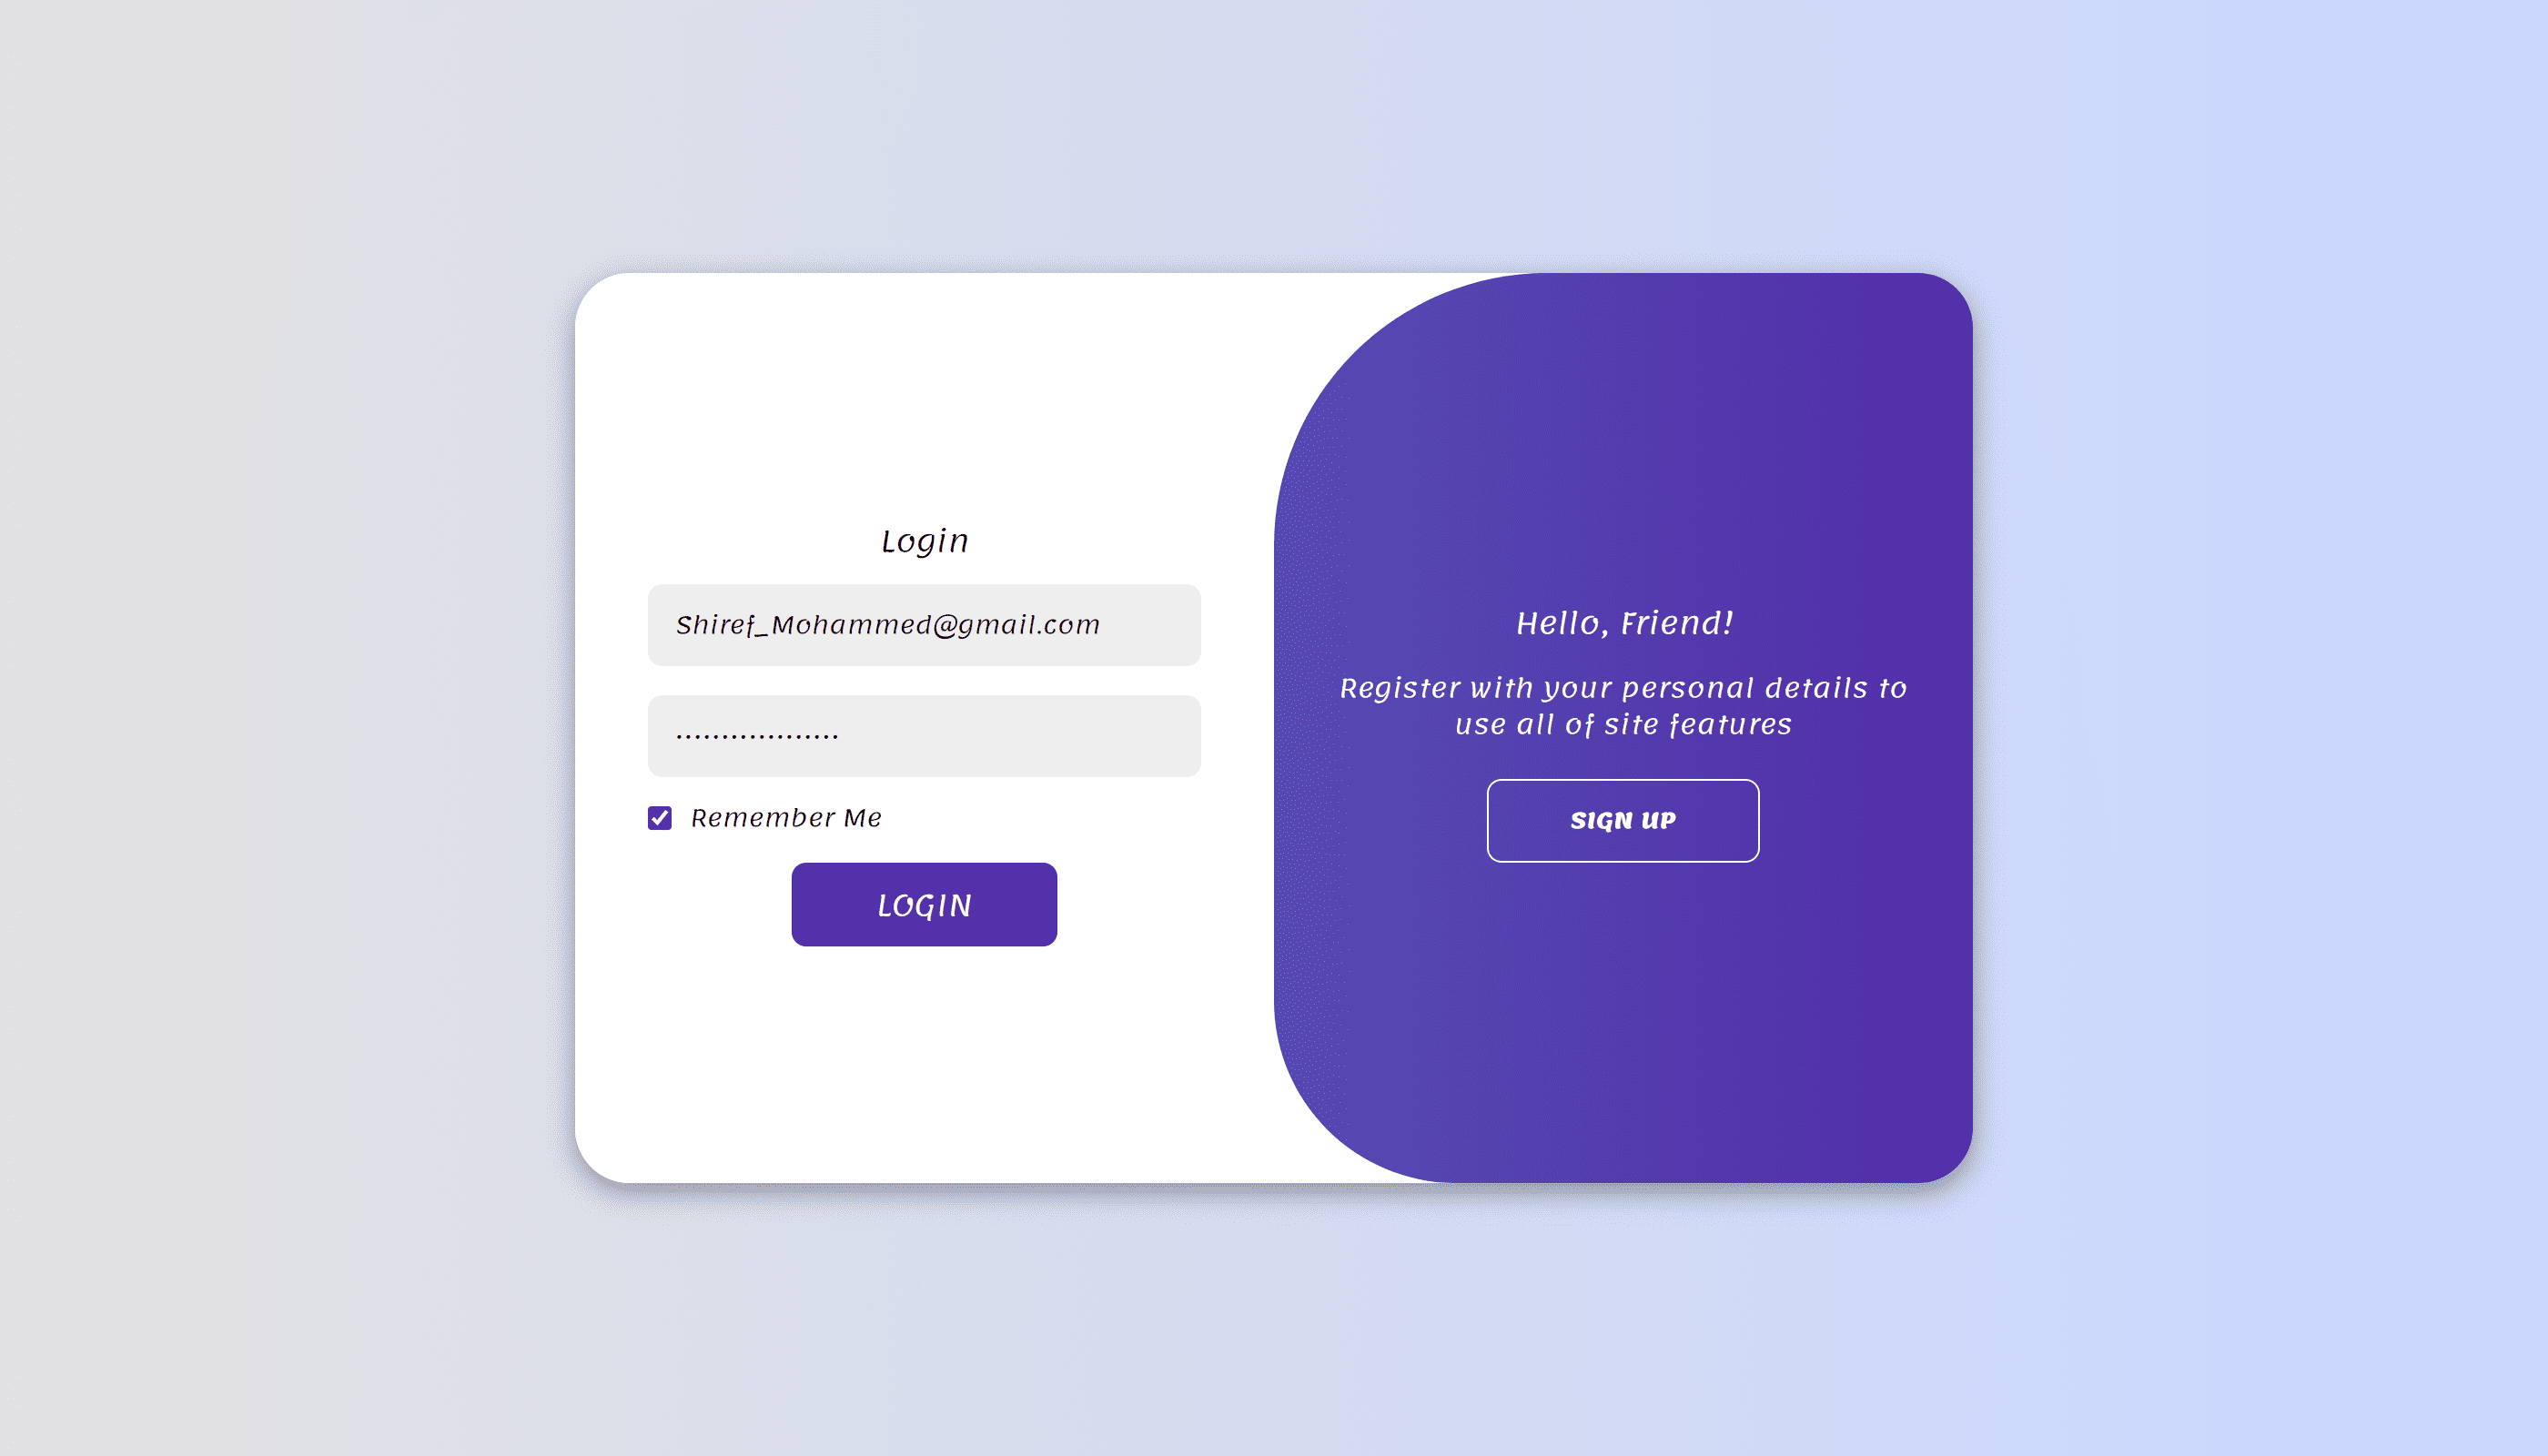 Login
Shiref_Mohammed@gmail.com
Remember Me
LOGIN
Hello, Friend!
Register with your personal details to
use all of site features
SIGN UP